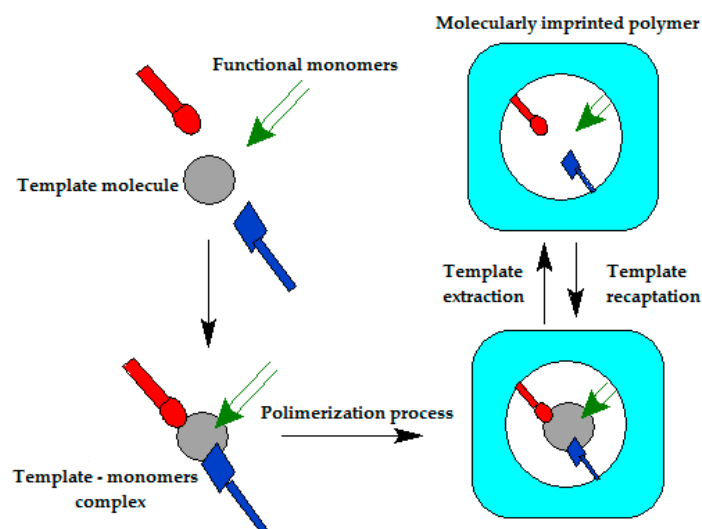 Molecularly imprinted polymer
Functional monomers
Template molecule
Template
extraction
Template
recaptation
Polimerization process
Template - monomers
complex